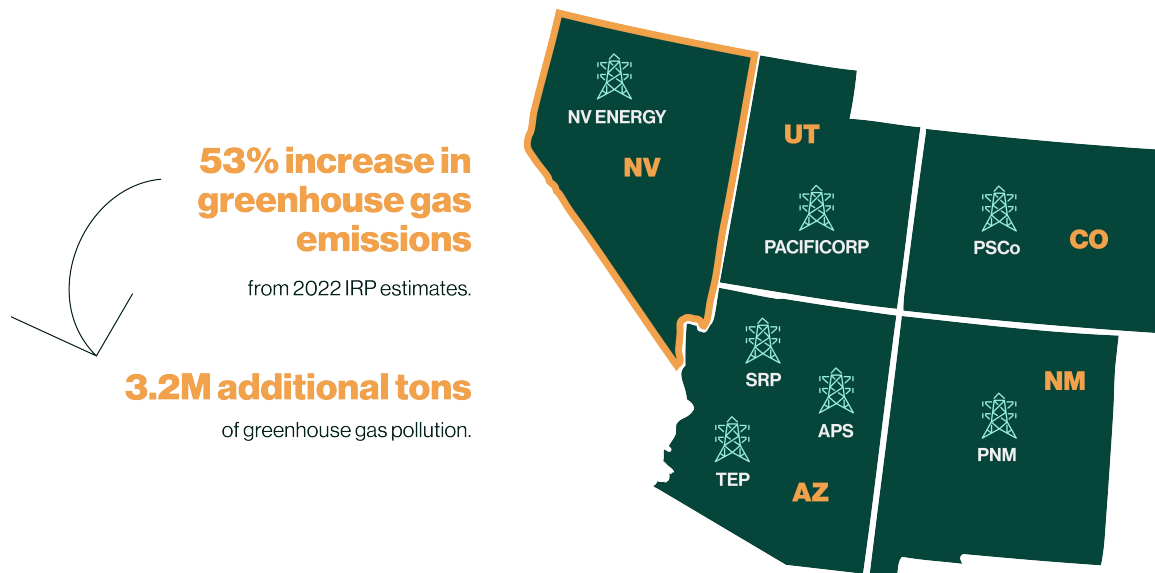 53% increase in
greenhouse gas
emissions
from 2022 IRP estimates.
3.2M additional tons
of greenhouse gas pollution.
NV ENERGY
NV
UT
PACIFICORP
PSCo
CO
SRP
APS
TEP
AZ
NM
PNM